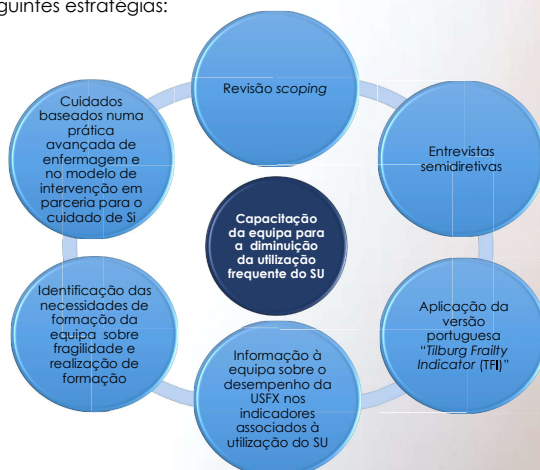 guintes estratégias:
Revisão scoping
Entrevistas
semidiretivas
Aplicação da
versão
portuguesa
“Tilburg Frailty
Indicator (TFI)”
Informação à
equipa sobre o
desempenho da
USFX nos
indicadores
associados à
utilização do SU
Identificação das
necessidades de
formação da
equipa sobre
fragilidade e
realização de
formação
Cuidados
baseados numa
prática
avançada de
enfermagem e
no modelo de
intervenção em
parceria para o
cuidado de Si
Capacitação
da equipa para
a diminuição
da utilização
frequente do SU